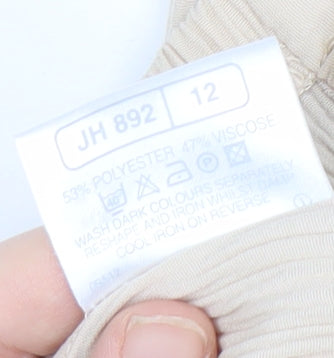 JH 892 12
53% POLYESTER 47% VISCOSE
40
WASH DARK COLOURS SEPARATELY
RESHAPE AND IRON WHILST DAMP
COOL IRON ON REVERSE